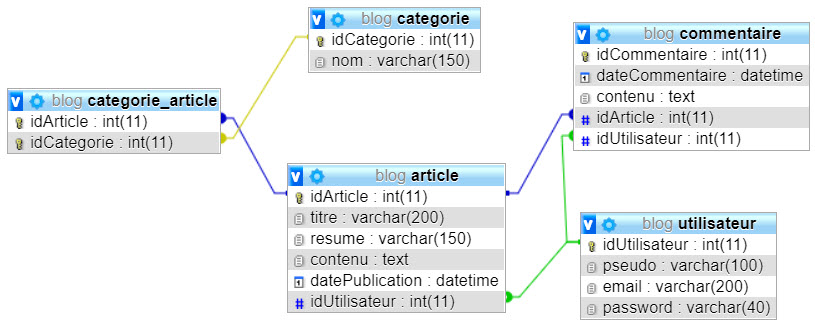 blog categorie
idCategorie : int(11)
nom : varchar(150)
blog commentaire
idCommentaire : int(11)
dateCommentaire : datetime
contenu : text
idArticle : int(11)
idUtilisateur : int(11)
blog categorie_article
idArticle : int(11)
idCategorie : int(11)
blog article
idArticle : int(11)
titre : varchar(200)
resume : varchar(150)
contenu : text
datePublication : datetime
idUtilisateur : int(11)
blog utilisateur
idUtilisateur : int(11)
pseudo : varchar(100)
email : varchar(200)
password : varchar(40)